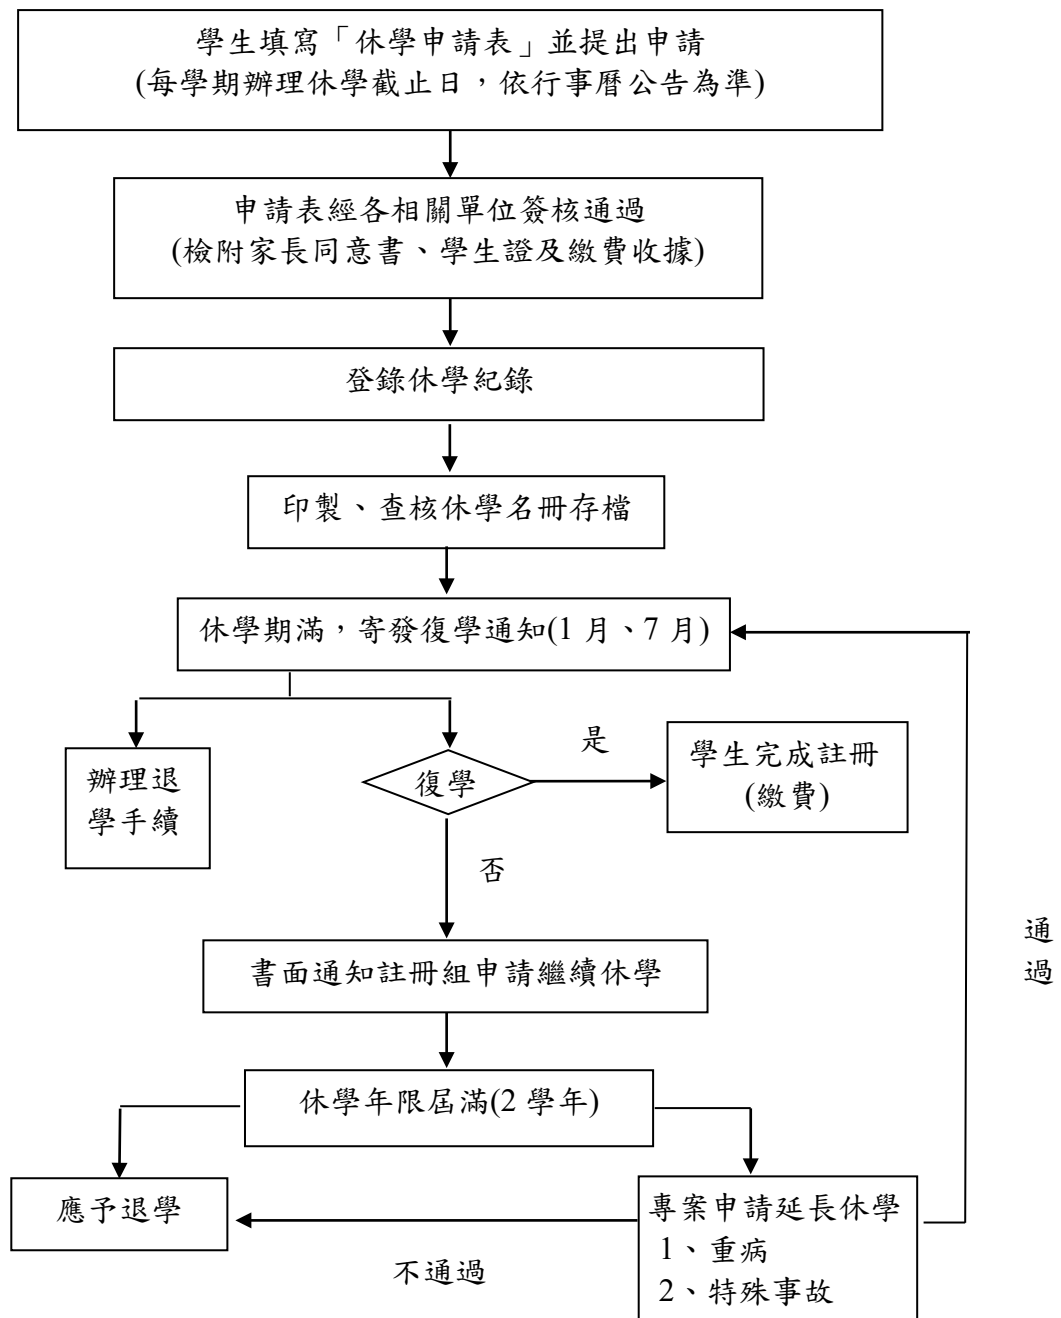 學生填寫「休學申請表」並提出申請
(每學期辦理休學截止日，依行事曆公告為準)
申請表經各相關單位簽核通過
(檢附家長同意書、學生證及繳費收據)
登錄休學紀錄
印製、查核休學名冊存檔
休學期滿，寄發復學通知(1 月、7 月)
辦理退
學手續
復學
是
學生完成註冊
(繳費)
否
通
過
書面通知註冊組申請繼續休學
休學年限屆滿(2 學年)
應予退學
不通過
專案申請延長休學
1、重病
2、特殊事故